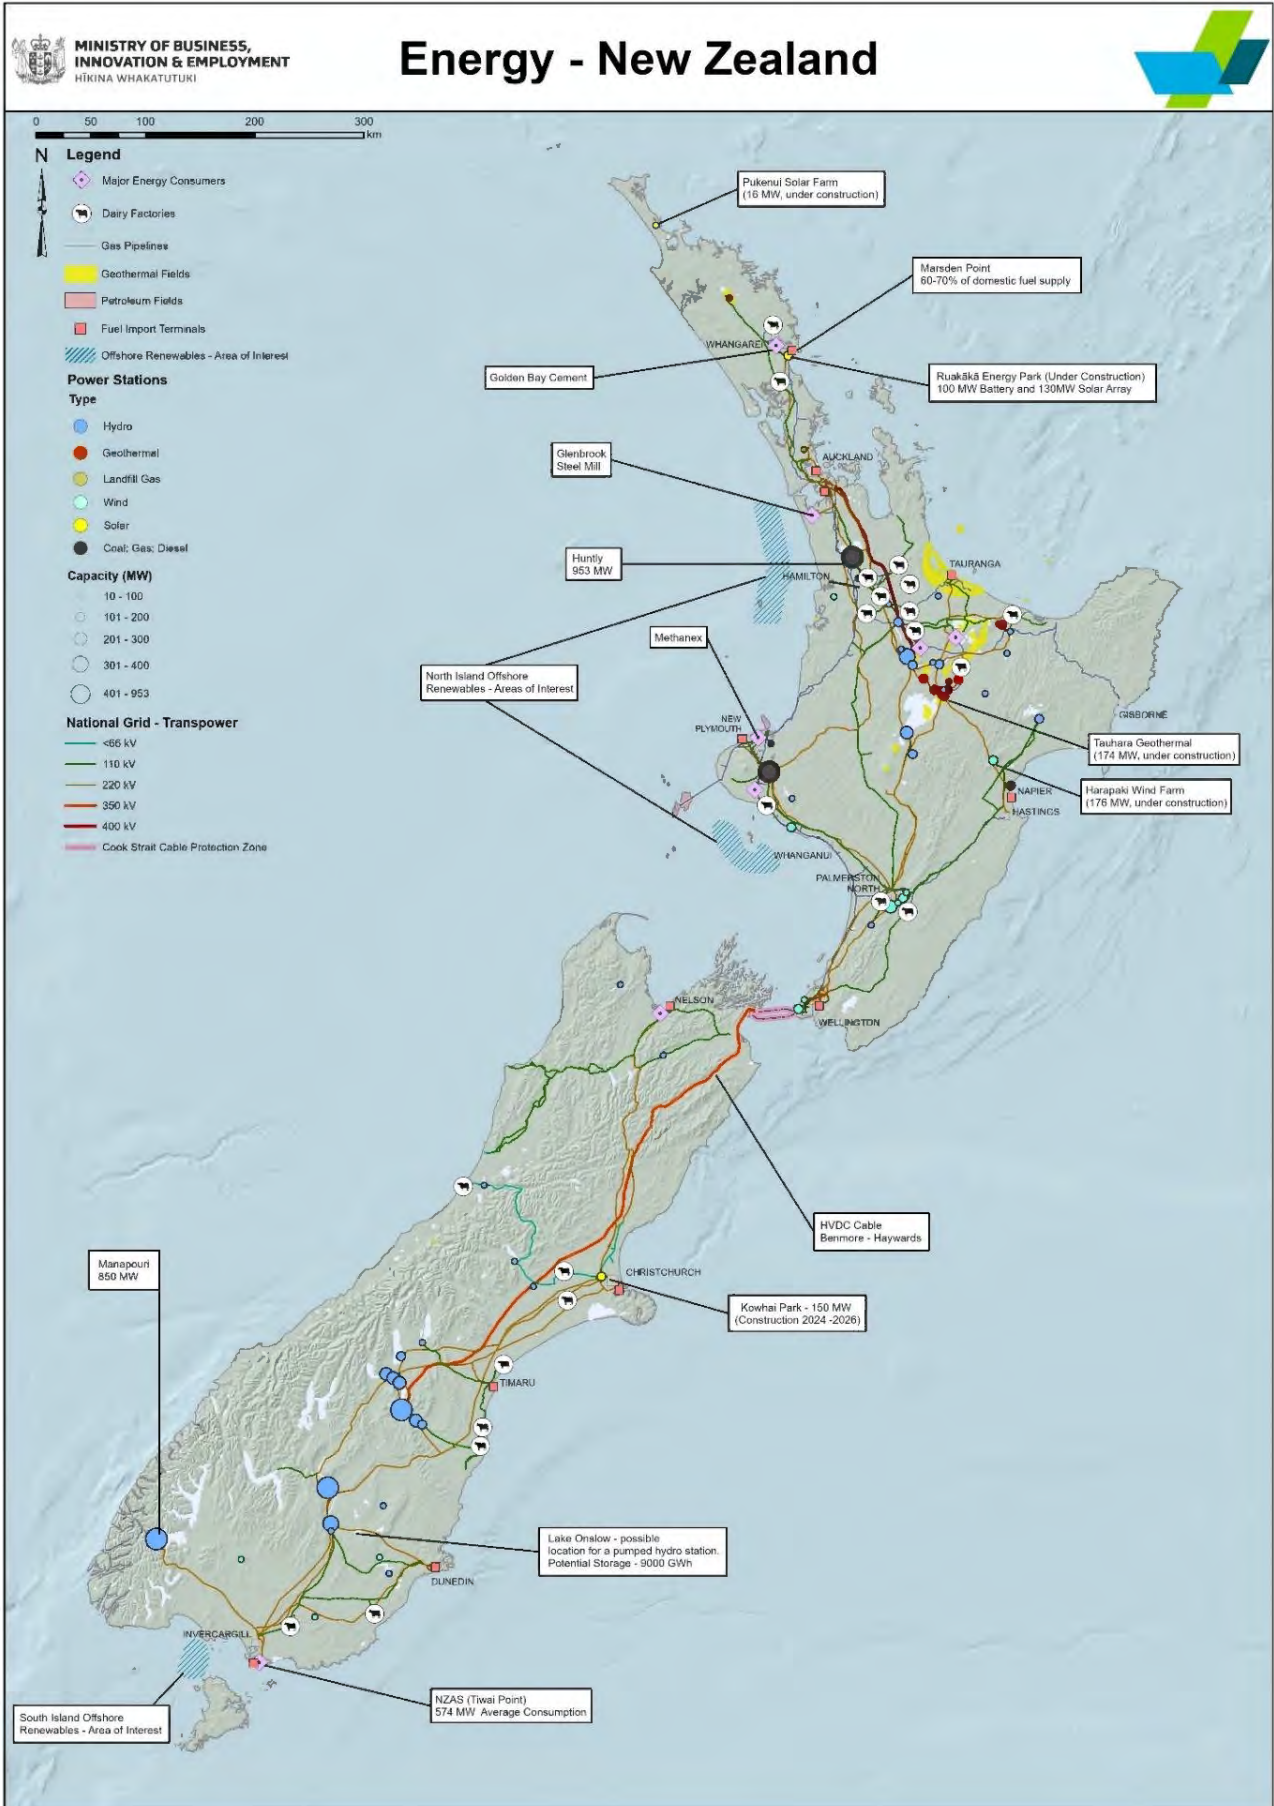 MINISTRY OF BUSINESS,
INNOVATION & EMPLOYMENT
HĪKINA WHAKATUTUKI
Energy - New Zealand
0 50 100 200 300
km
N
Legend
Major Energy Consumers
Dairy Factories
Gas Pipelines
Geothermal Fields
Petroleum Fields
Fuel Import Terminals
Offshore Renewables - Area of Interest
Power Stations
Type
Hydro
Geothermal
Landfill Gas
Wind
Solar
Coal; Gas; Diesel
Capacity (MW)
10 - 100
101 - 200
201 - 300
301 - 400
401 - 953
National Grid - Transpower
<66 kV
110 kV
220 kV
350 kV
400 kV
Cook Strait Cable Protection Zone
Pukenui Solar Farm
(16 MW, under construction)
Marsden Point
60-70% of domestic fuel supply
WHANGAREI
Golden Bay Cement
Ruakākā Energy Park (Under Construction)
100 MW Battery and 130MW Solar Array
Glenbrook
Steel Mill
AUCKLAND
Huntly
953 MW
HAMILTON
TAURANGA
Methanex
North Island Offshore
Renewables - Areas of Interest
NEW
PLYMOUTH
GISBORNE
Tauhara Geothermal
(174 MW, under construction)
Harapaki Wind Farm
(176 MW, under construction)
NAPIER
HASTINGS
WHANGANUI
PALMERSTON
NORTH
NELSON
WELLINGTON
HVDC Cable
Benmore - Haywards
Manapouri
850 MW
CHRISTCHURCH
Kowhai Park - 150 MW
(Construction 2024 -2026)
TIMARU
Lake Onslow - possible
location for a pumped hydro station.
Potential Storage - 9000 GWh
DUNEDIN
INVERCARGILL
NZAS (Tiwai Point)
574 MW Average Consumption
South Island Offshore
Renewables - Area of Interest